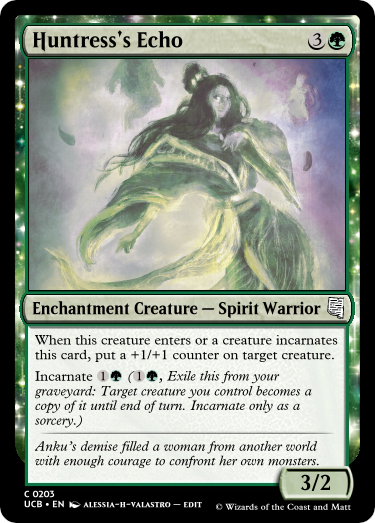 Huntress's Echo 3
Enchantment Creature — Spirit Warrior
When this creature enters or a creature incarnates
this card, put a +1/+1 counter on target creature.
Incarnate 1 (1, Exile this from your
graveyard: Target creature you control becomes a
copy of it until end of turn. Incarnate only as a
sorcery.)
Anku's demise filled a woman from another world
with enough courage to confront her own monsters.
3/2
C 0203
UCB • EN ALESSIA-H-VALASTRO — EDIT
© Wizards of the Coast and Matt